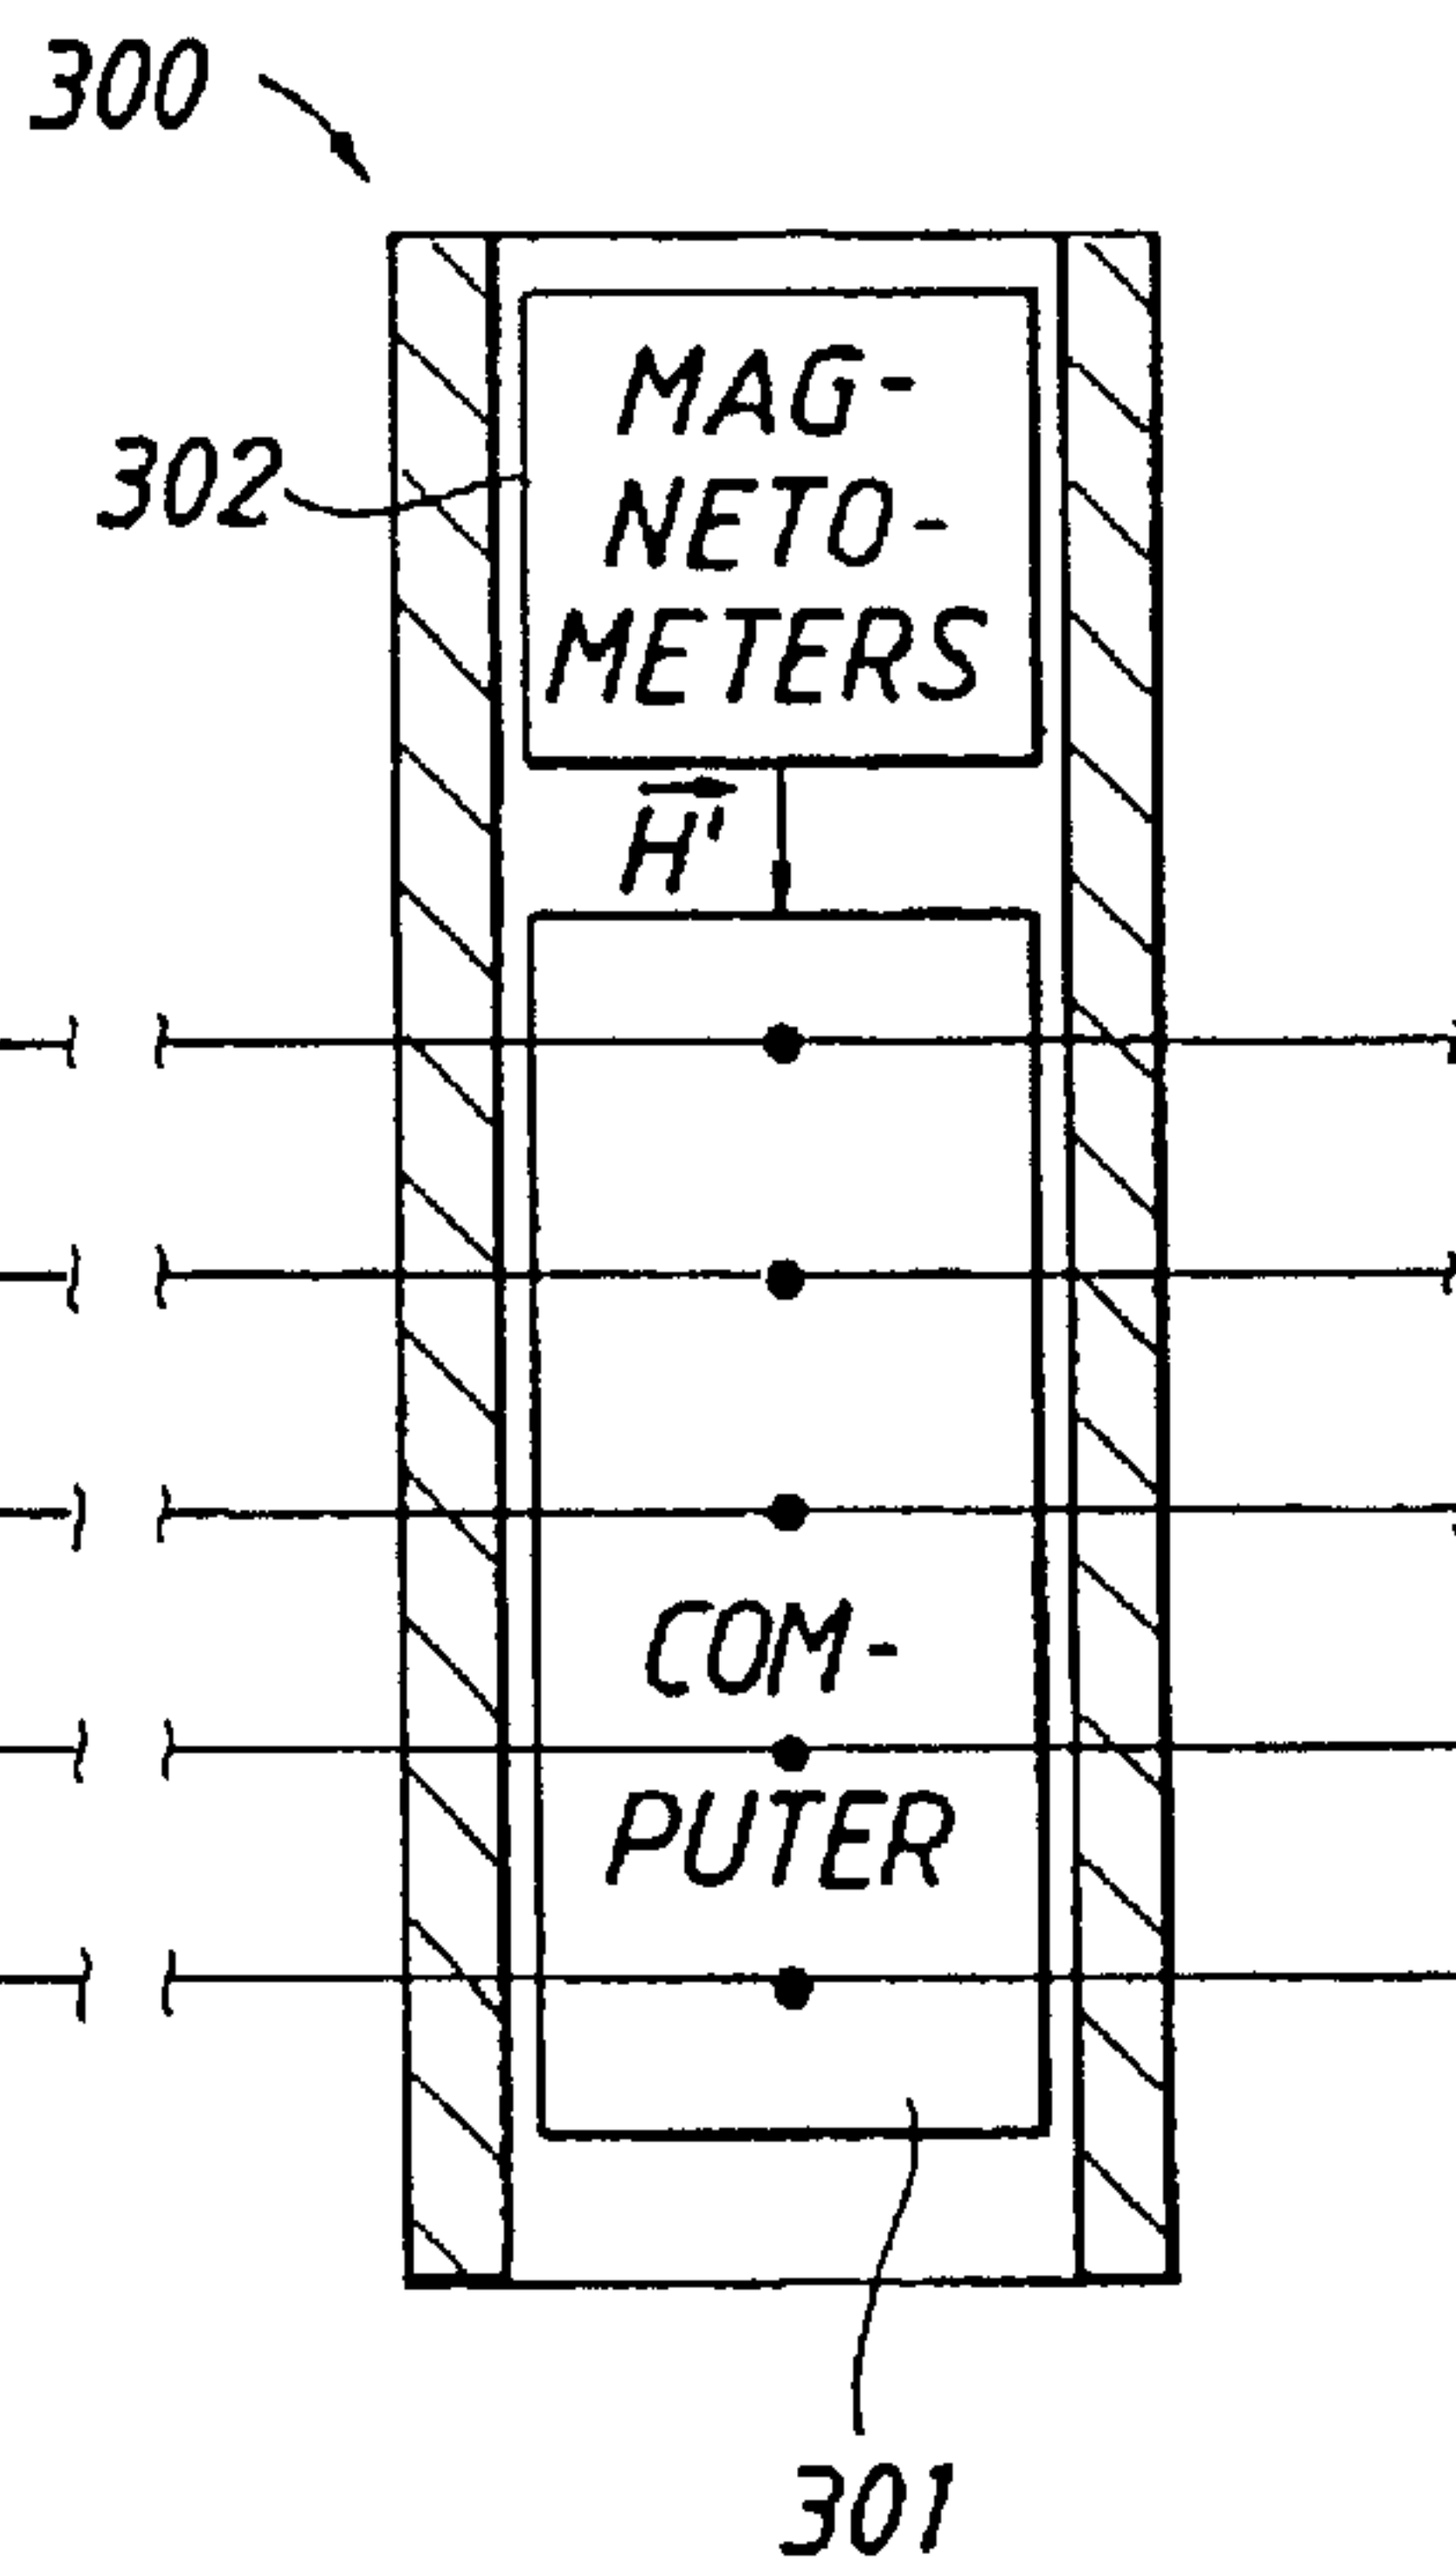 300
MAG-
NETO-
METERS
302
H'
COM-
PUTER
301